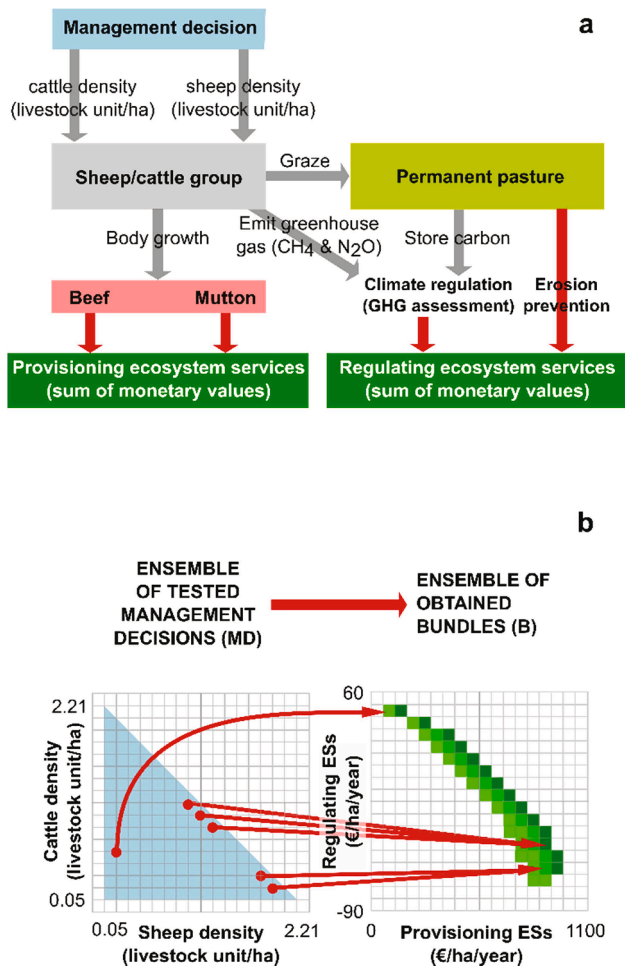 Management decision
a
cattle density
(livestock unit/ha)
sheep density
(livestock unit/ha)
Sheep/cattle group
Graze
Permanent pasture
Body growth
Emit greenhouse
gas (CH4 & N2O)
Store carbon
Beef
Mutton
Climate regulation
(GHG assessment)
Erosion
prevention
Provisioning ecosystem services
(sum of monetary values)
Regulating ecosystem services
(sum of monetary values)
b
ENSEMBLE
OF TESTED
MANAGEMENT
DECISIONS (MD)
ENSEMBLE OF
OBTAINED
BUNDLES (B)
2.21
Cattle density
(livestock unit/ha)
0.05
0.05
2.21
Sheep density
(livestock unit/ha)
60
Regulating ESs
(€/ha/year)
-90
0
1100
Provisioning ESs
(€/ha/year)